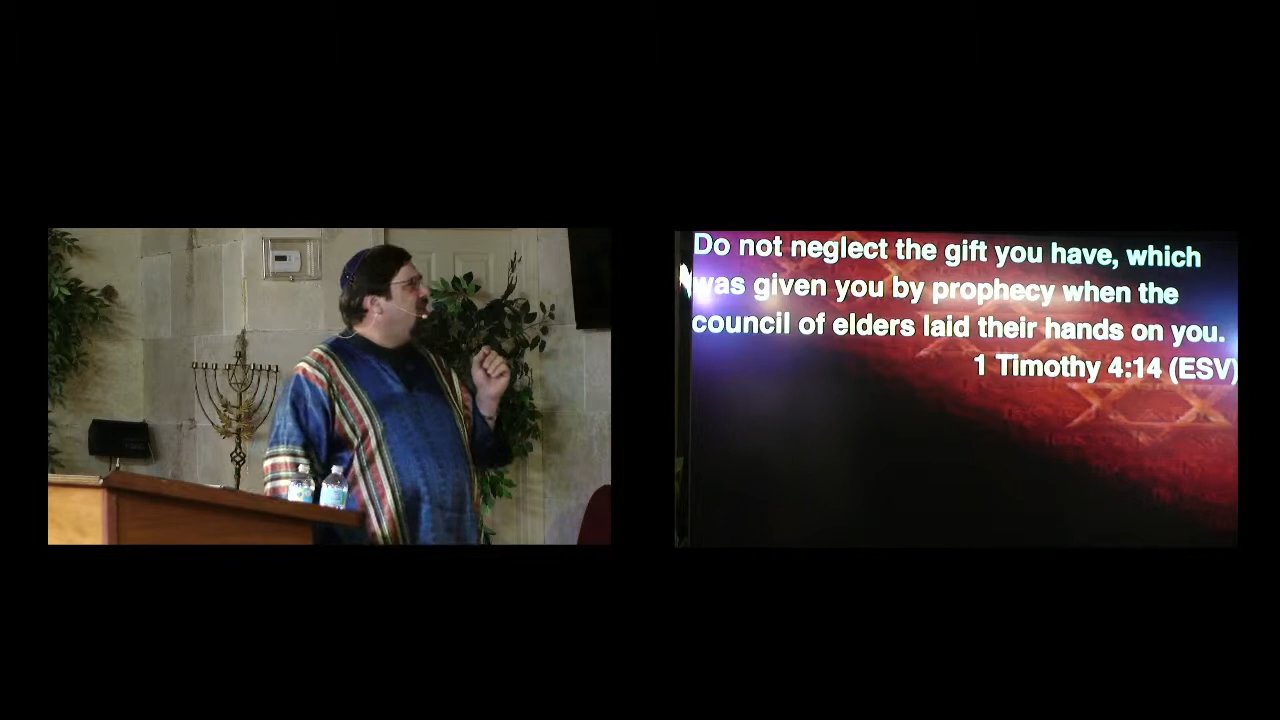 Do not neglect the gift you have, which
was given you by prophecy when the
council of elders laid their hands on you.
1 Timothy 4:14 (ESV)